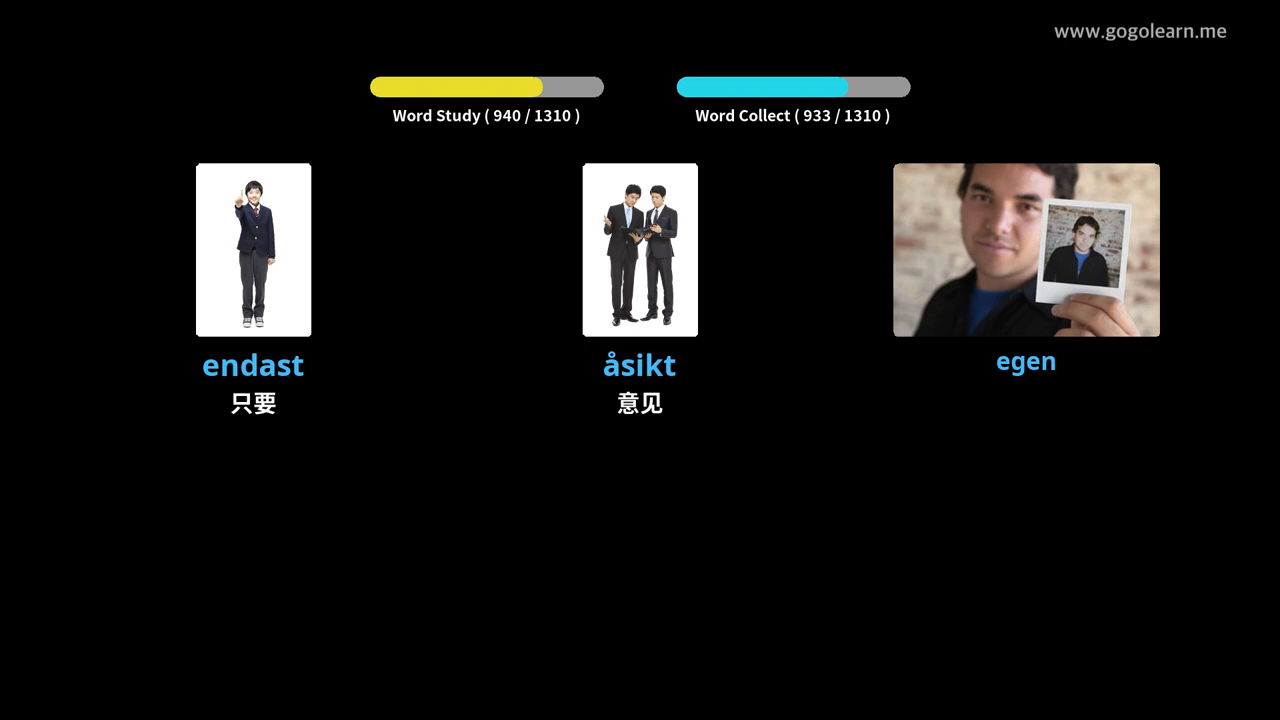 www.gogolearn.me
Word Study ( 940 / 1310 )
Word Collect ( 933 / 1310 )
endast
åsikt
egen
只要
意见